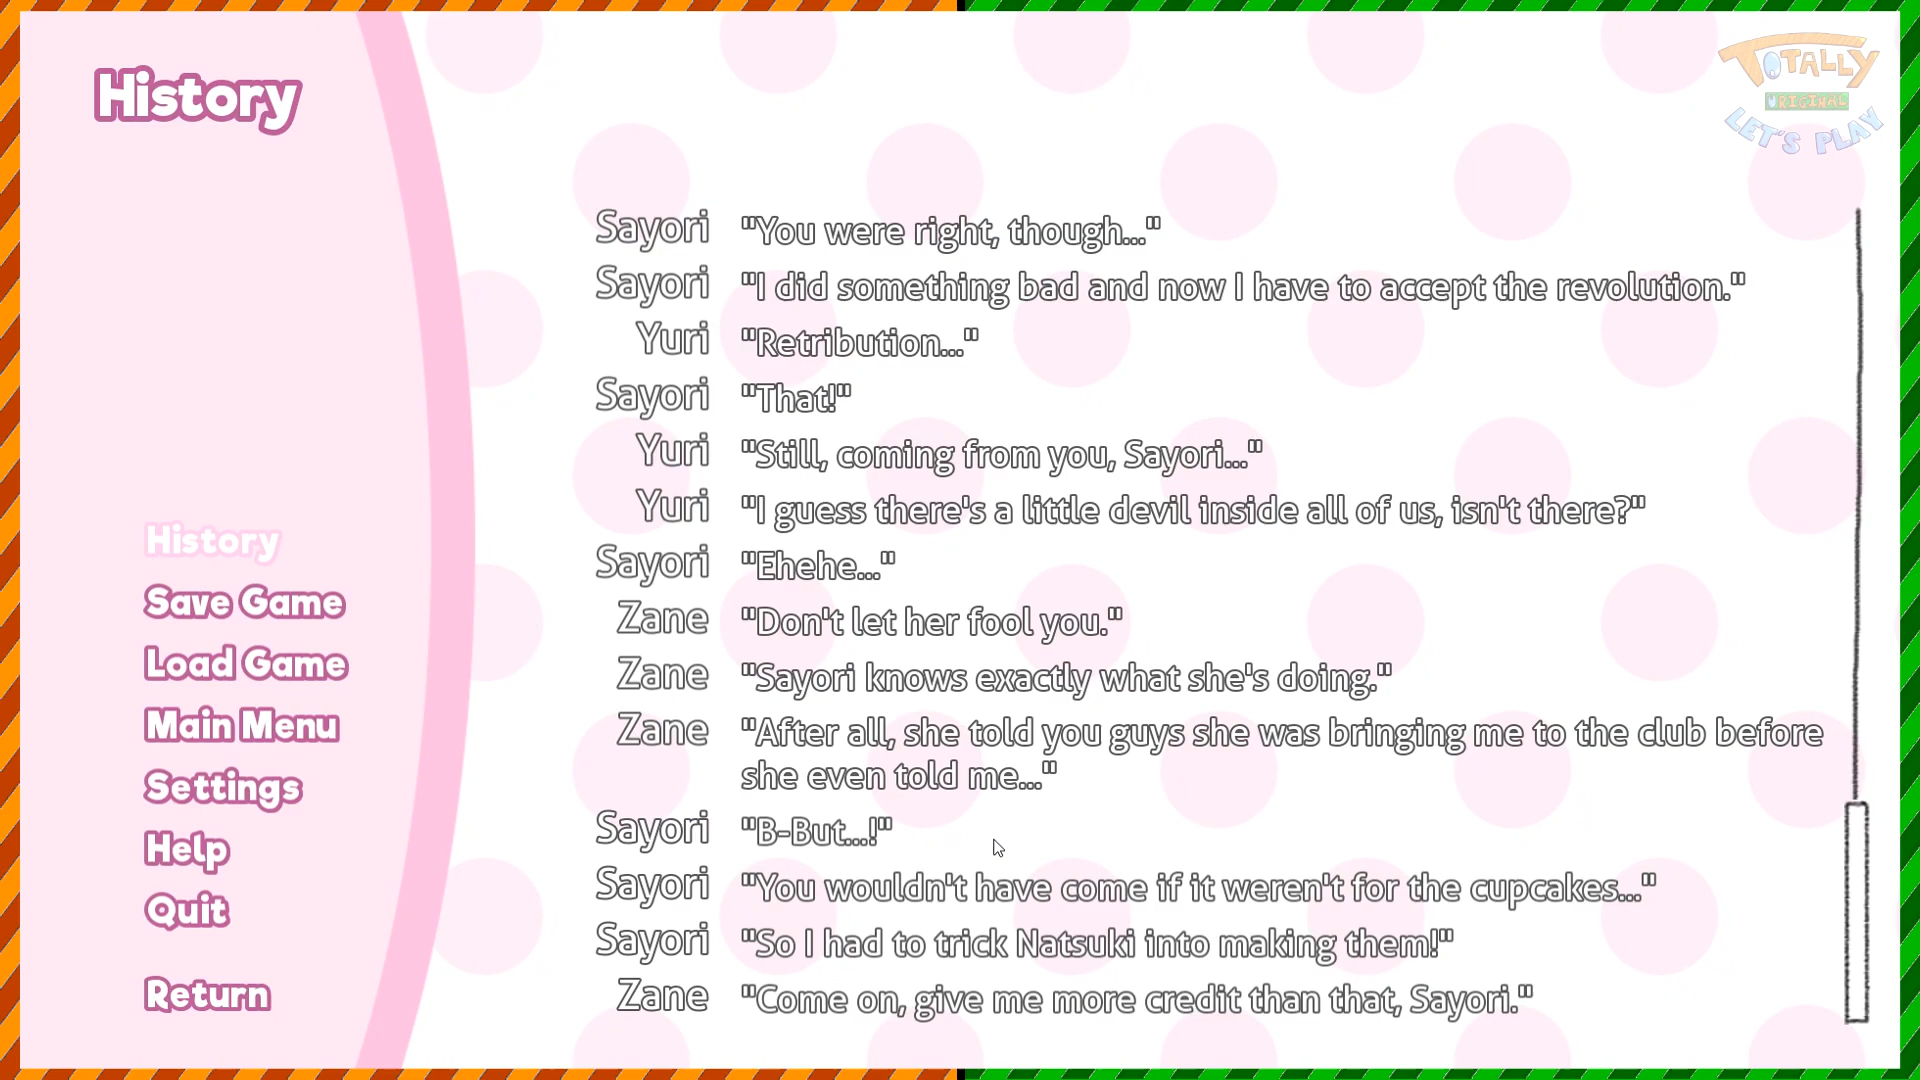 History
TOTALLY
ORIGINAL
LET'S PLAY
Sayori "You were right, though..."
Sayori "I did something bad and now I have to accept the revolution."
Yuri "Retribution..."
Sayori "That!"
Yuri "Still, coming from you, Sayori..."
Yuri "I guess there's a little devil inside all of us, isn't there?"
Sayori "Ehehe..."
Zane "Don't let her fool you."
Zane "Sayori knows exactly what she's doing."
Zane "After all, she told you guys she was bringing me to the club before
she even told me..."
Sayori "B-But...!"
Sayori "You wouldn't have come if it weren't for the cupcakes..."
Sayori "So I had to trick Natsuki into making them!"
Zane "Come on, give me more credit than that, Sayori."
History
Save Game
Load Game
Main Menu
Settings
Help
Quit
Return